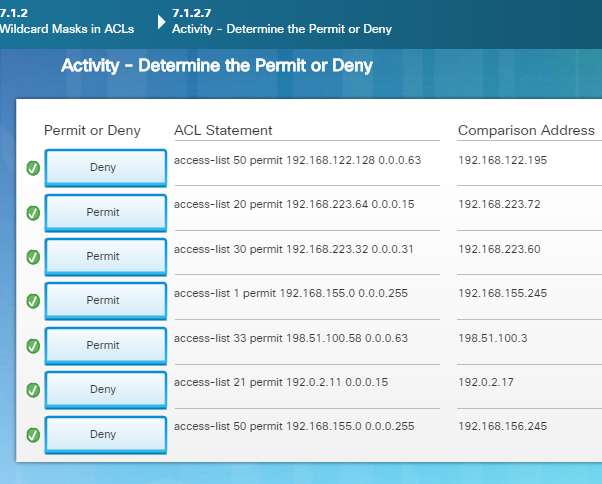 7.1.2
Wildcard Masks in ACLs
7.1.2.7
Activity – Determine the Permit or Deny
Activity – Determine the Permit or Deny
Permit or Deny ACL Statement Comparison Address
Deny access-list 50 permit 192.168.122.128 0.0.0.63 192.168.122.195
Permit access-list 20 permit 192.168.223.64 0.0.0.15 192.168.223.72
Permit access-list 30 permit 192.168.223.32 0.0.0.31 192.168.223.60
Permit access-list 1 permit 192.168.155.0 0.0.0.255 192.168.155.245
Permit access-list 33 permit 198.51.100.58 0.0.0.63 198.51.100.3
Deny access-list 21 permit 192.0.2.11 0.0.0.15 192.0.2.17
Deny access-list 50 permit 192.168.155.0 0.0.0.255 192.168.156.245